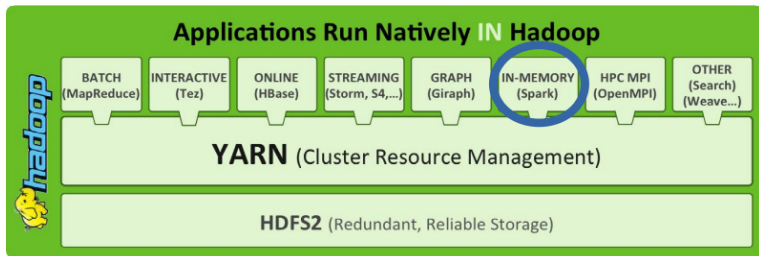 Applications Run Natively IN Hadoop
hadoop
BATCH
(MapReduce)
INTERACTIVE
(Tez)
ONLINE
(HBase)
STREAMING
(Storm, S4,...)
GRAPH
(Giraph)
IN-MEMORY
(Spark)
HPC MPI
(OpenMPI)
OTHER
(Search)
(Weave...)
YARN (Cluster Resource Management)
HDFS2 (Redundant, Reliable Storage)